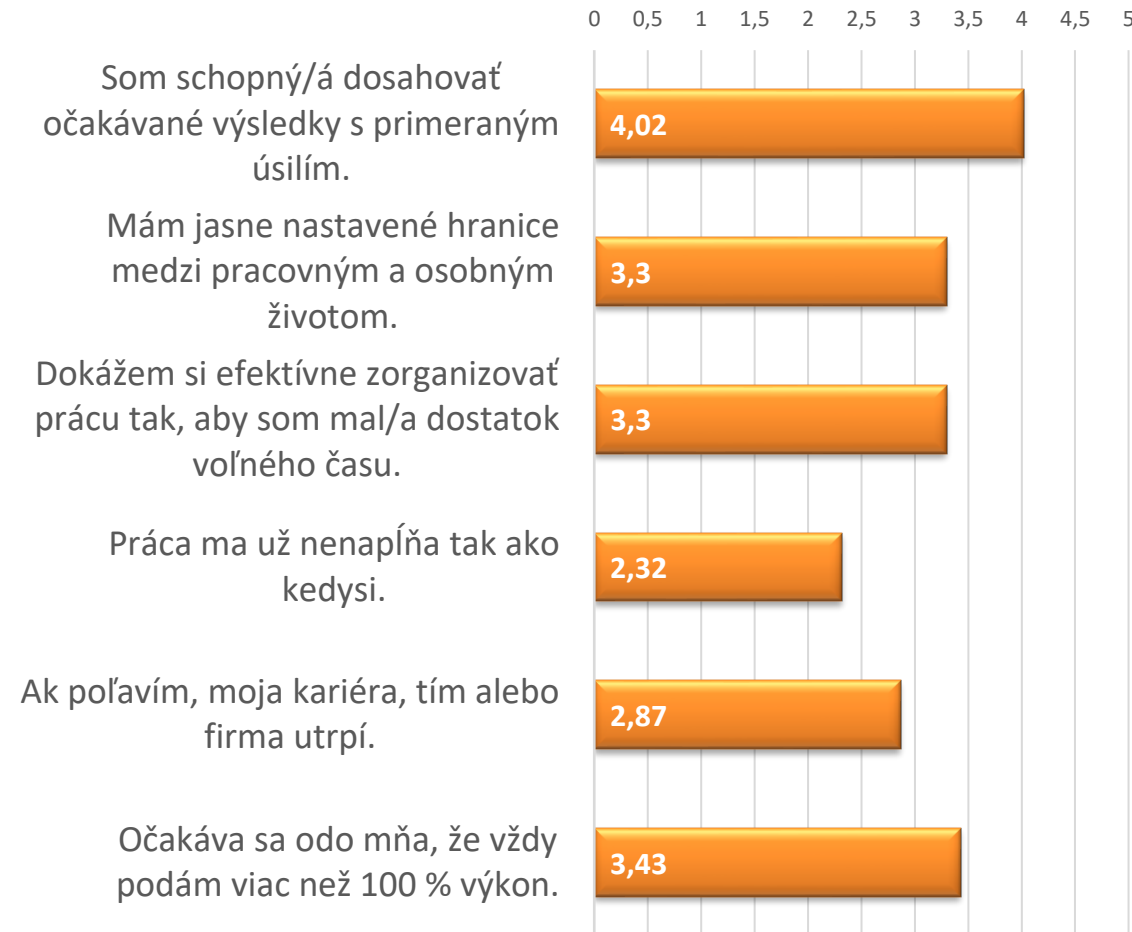 0 0,5 1 1,5 2 2,5 3 3,5 4 4,5 5
Som schopný/á dosahovať
očakávané výsledky s primeraným
úsilím.
4,02
Mám jasne nastavené hranice
medzi pracovným a osobným
životom.
3,3
Dokážem si efektívne zorganizovať
prácu tak, aby som mal/a dostatok
voľného času.
3,3
Práca ma už nenapĺňa tak ako
kedysi.
2,32
Ak poľavím, moja kariéra, tím alebo
firma utrpí.
2,87
Očakáva sa odo mňa, že vždy
podám viac než 100 % výkon.
3,43